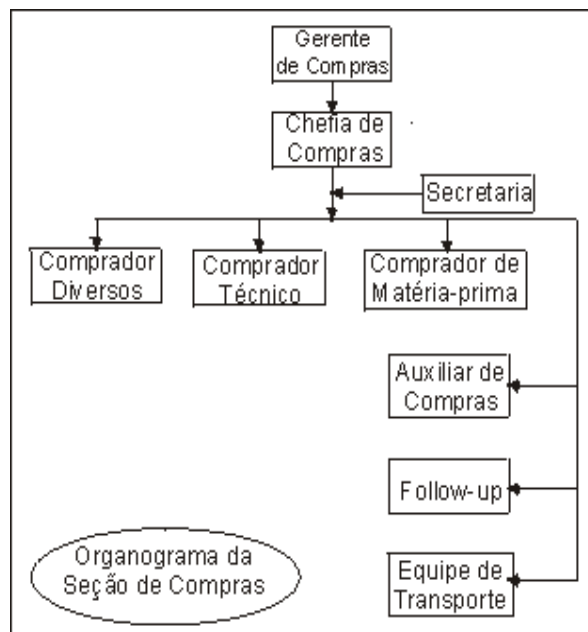 Gerente
de Compras
Chefia de
Compras
Secretaria
Comprador
Diversos
Comprador
Técnico
Comprador de
Matéria-prima
Auxiliar de
Compras
Follow-up
Organograma da
Seção de Compras
Equipe de
Transporte